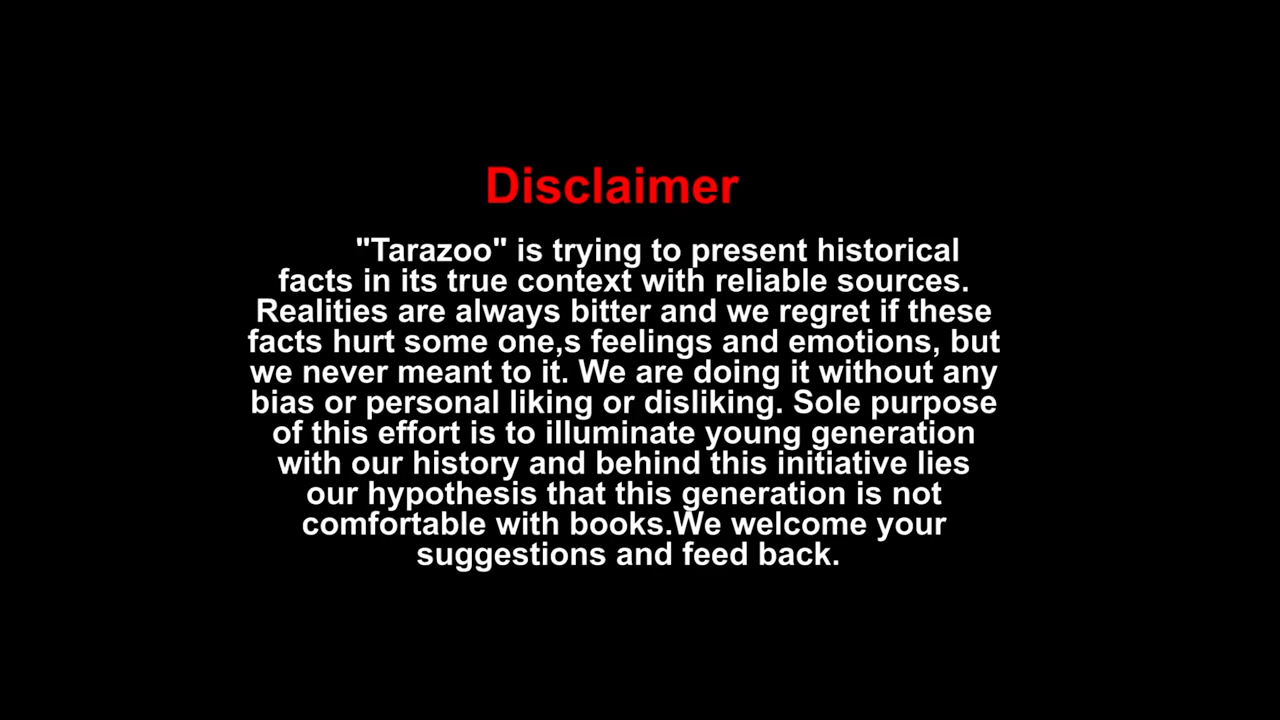 Disclaimer
"Tarazoo" is trying to present historical
facts in its true context with reliable sources.
Realities are always bitter and we regret if these
facts hurt some one,s feelings and emotions, but
we never meant to it. We are doing it without any
bias or personal liking or disliking. Sole purpose
of this effort is to illuminate young generation
with our history and behind this initiative lies
our hypothesis that this generation is not
comfortable with books.We welcome your
suggestions and feed back.